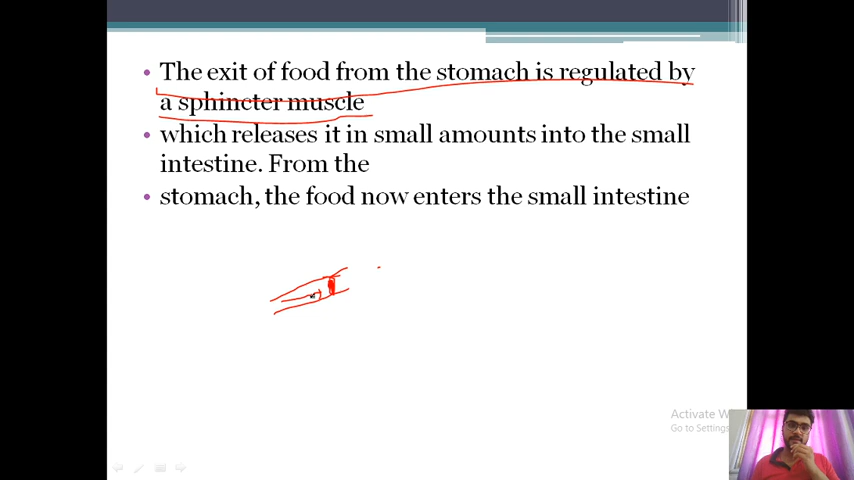 • The exit of food from the stomach is regulated by
a sphincter muscle
• which releases it in small amounts into the small
intestine. From the
• stomach, the food now enters the small intestine
Activate W
Go to Settings